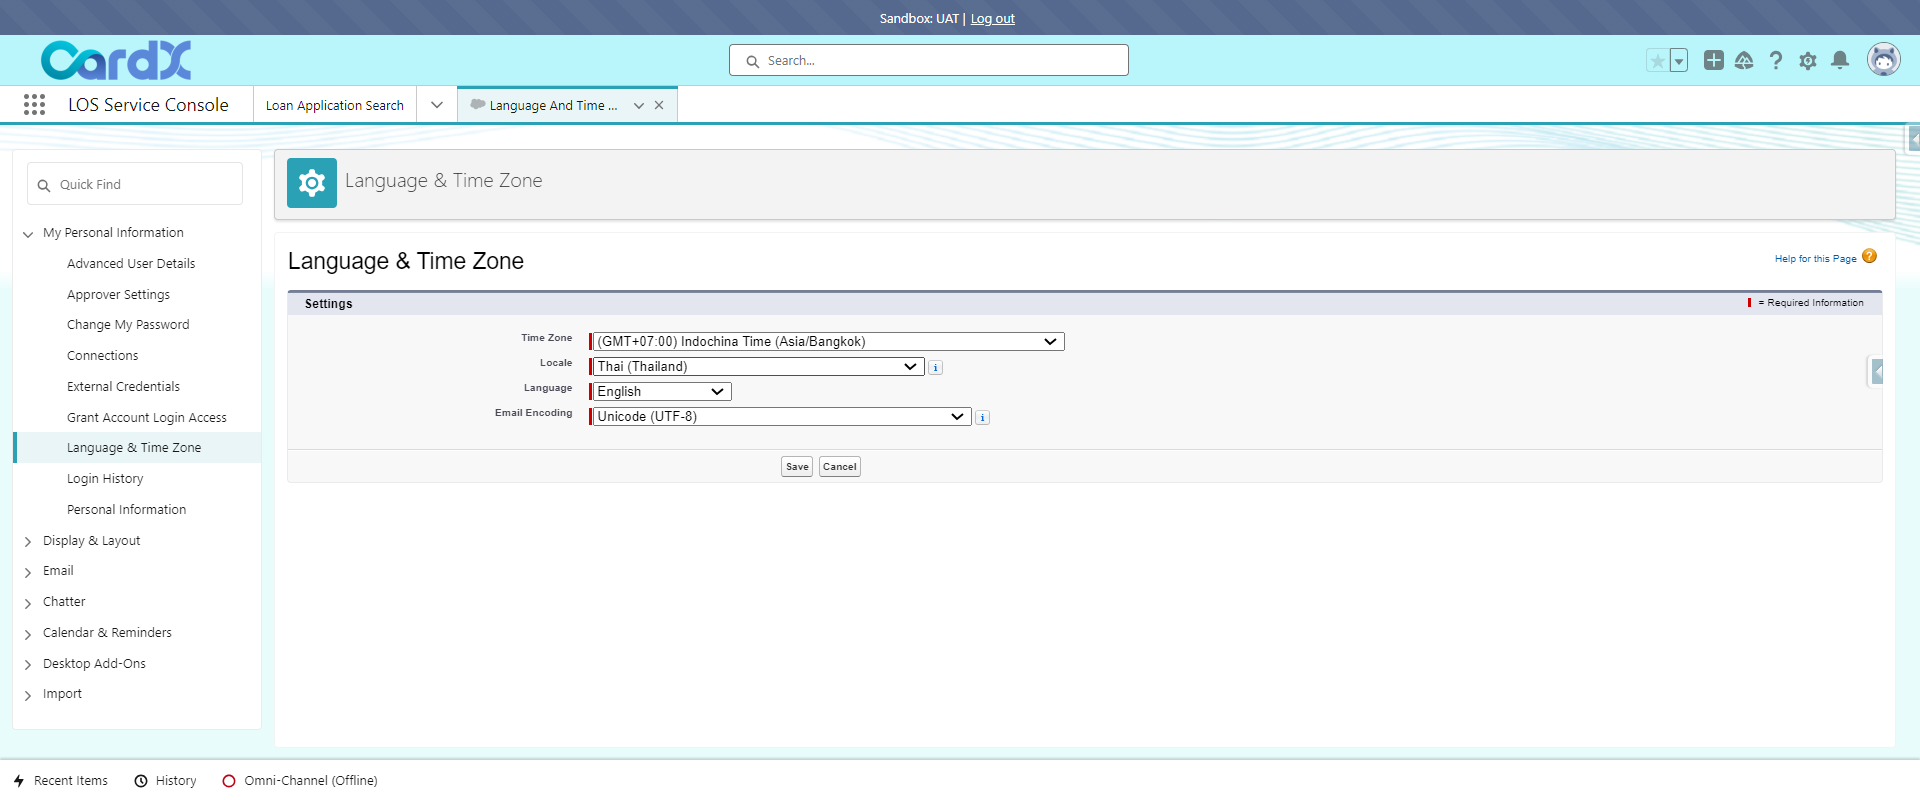 Sandbox: UAT | Log out
CardX
Search...
LOS Service Console
Loan Application Search
Language And Time ...
Quick Find
My Personal Information
Advanced User Details
Approver Settings
Change My Password
Connections
External Credentials
Grant Account Login Access
Language & Time Zone
Login History
Personal Information
Display & Layout
Email
Chatter
Calendar & Reminders
Desktop Add-Ons
Import
Language & Time Zone
Language & Time Zone
Help for this Page ?
Settings
= Required Information
Time Zone (GMT+07:00) Indochina Time (Asia/Bangkok)
Locale Thai (Thailand) i
Language English
Email Encoding Unicode (UTF-8) i
Save Cancel
Recent Items History Omni-Channel (Offline)